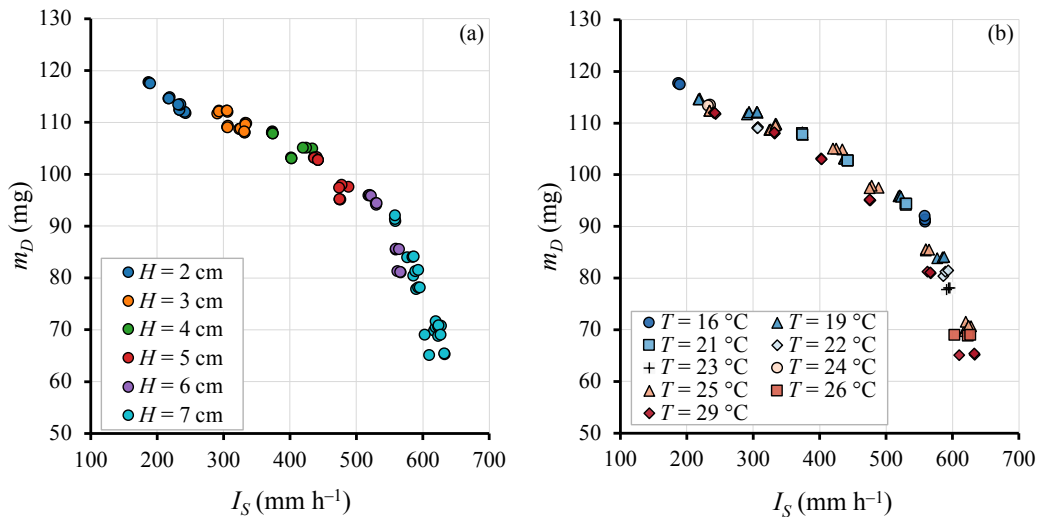 (a)
130
120
110
100
90
80
70
60
50
m_D (mg)
H = 2 cm
H = 3 cm
H = 4 cm
H = 5 cm
H = 6 cm
H = 7 cm
100 200 300 400 500 600 700
I_S (mm h⁻¹)
(b)
130
120
110
100
90
80
70
60
50
m_D (mg)
T = 16 °C T = 19 °C
T = 21 °C T = 22 °C
T = 23 °C T = 24 °C
T = 25 °C T = 26 °C
T = 29 °C
100 200 300 400 500 600 700
I_S (mm h⁻¹)